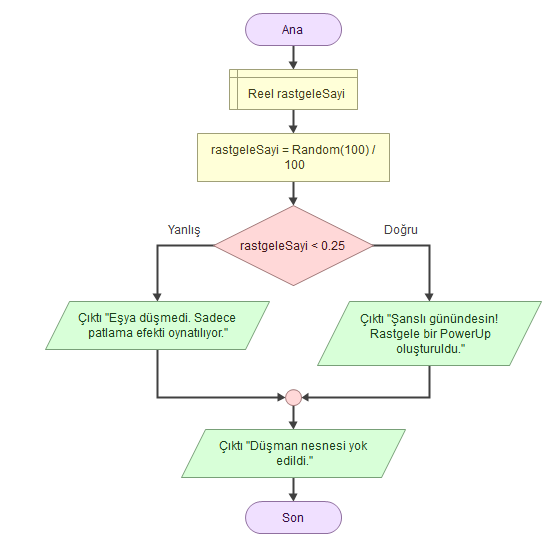 Ana
Reel rastgeleSayi
rastgeleSayi = Random(100) /
100
Yanlış
Doğru
rastgeleSayi < 0.25
Çıktı "Eşya düşmedi. Sadece
patlama efekti oynatılıyor."
Çıktı "Şanslı günündesin!
Rastgele bir PowerUp
oluşturuldu."
Çıktı "Düşman nesnesi yok
edildi."
Son